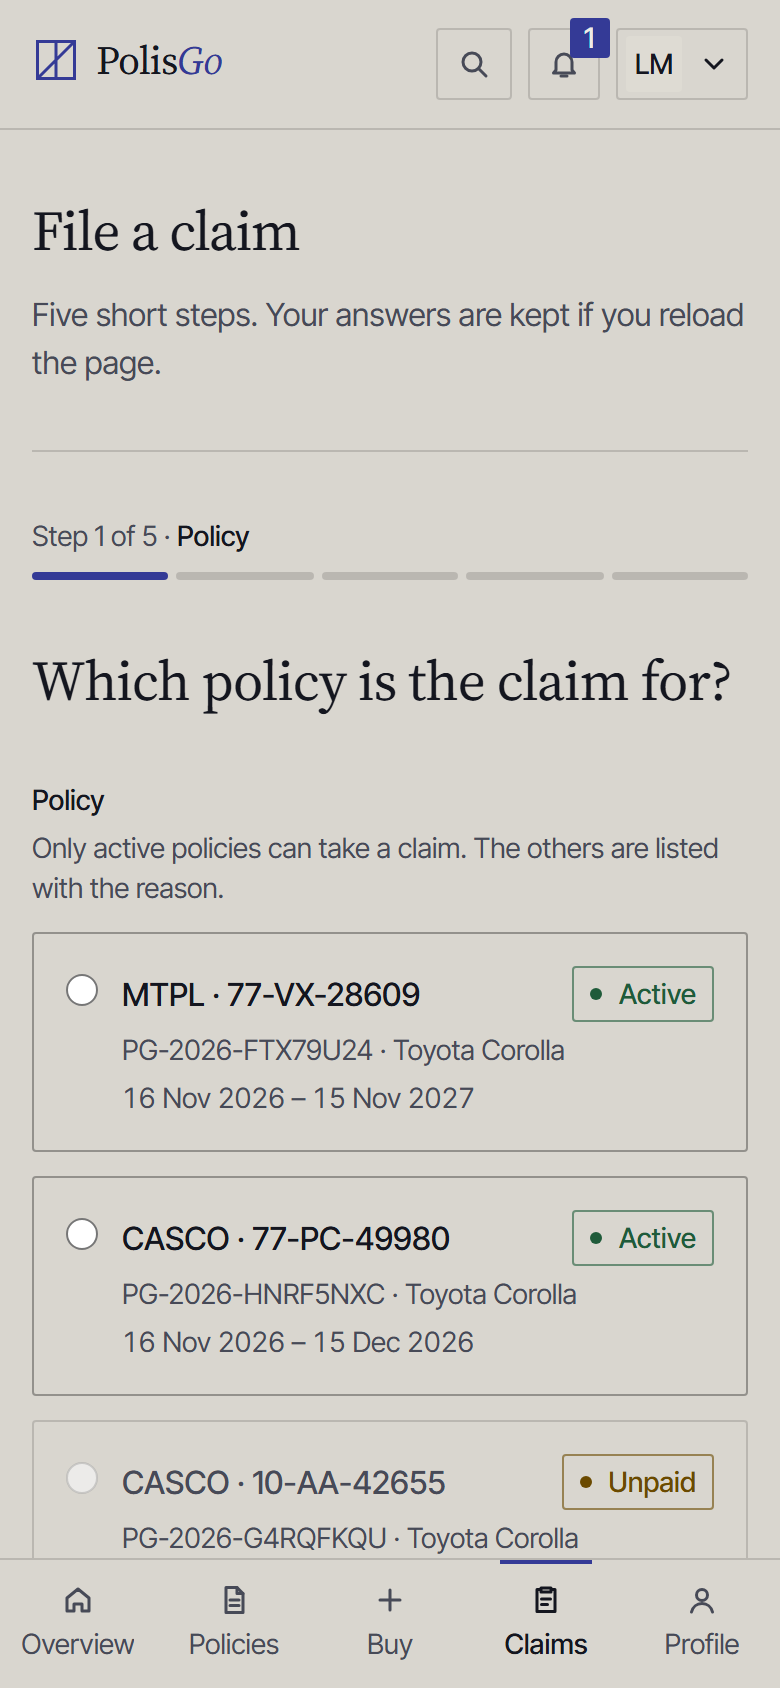 PolisGo
1
LM
File a claim
Five short steps. Your answers are kept if you reload
the page.
Step 1 of 5 · Policy
Which policy is the claim for?
Policy
Only active policies can take a claim. The others are listed
with the reason.
MTPL · 77-VX-28609
Active
PG-2026-FTX79U24 · Toyota Corolla
16 Nov 2026 – 15 Nov 2027
CASCO · 77-PC-49980
Active
PG-2026-HNRF5NXC · Toyota Corolla
16 Nov 2026 – 15 Dec 2026
CASCO · 10-AA-42655
Unpaid
PG-2026-G4RQFKQU · Toyota Corolla
Overview
Policies
Buy
Claims
Profile